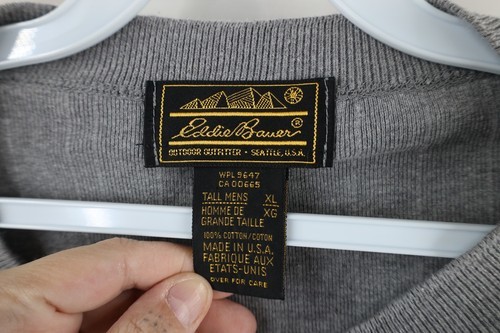 Eddie Bauer®
OUTDOOR OUTFITTER • SEATTLE, U.S.A.
WPL 9647
CA 00665
TALL MENS XL
HOMME DE XG
GRANDE TAILLE
100% COTTON/COTON
MADE IN U.S.A.
FABRIQUE AUX
ETATS-UNIS
OVER FOR CARE